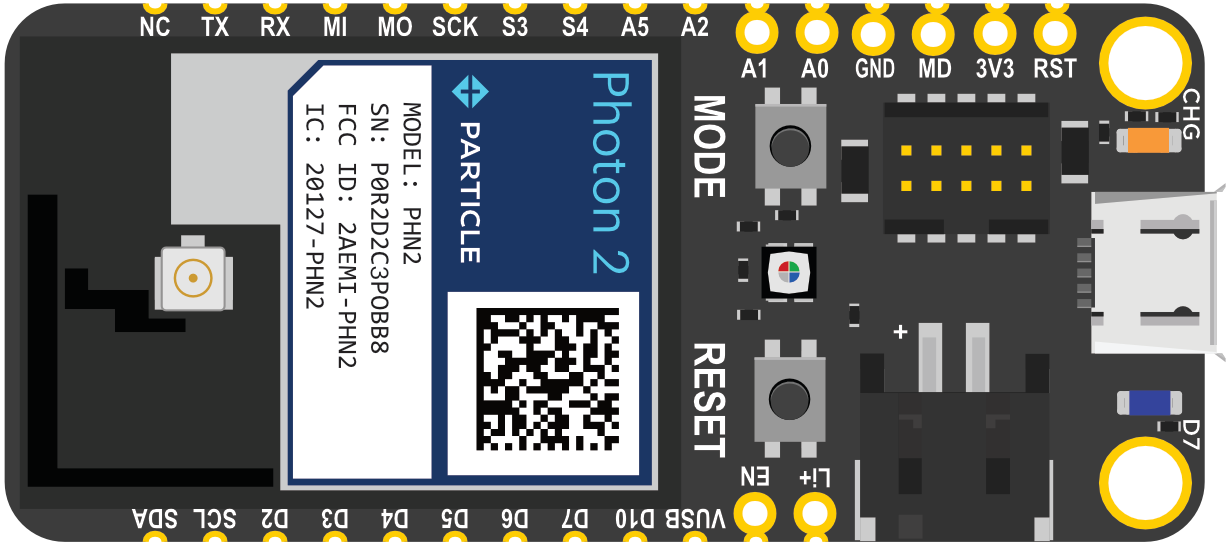 NC TX RX MI MO SCK S3 S4 A5 A2
A1 A0 GND MD 3V3 RST
CHG
MODE
Photon 2
PARTICLE
MODEL: PHN2
SN: P0R2D2C3POBB8
FCC ID: 2AEMI-PHN2
IC: 20127-PHN2
+
RESET
D7
EN Li+
SDA SCL D2 D3 D4 D5 D6 D7 D10 VUSB